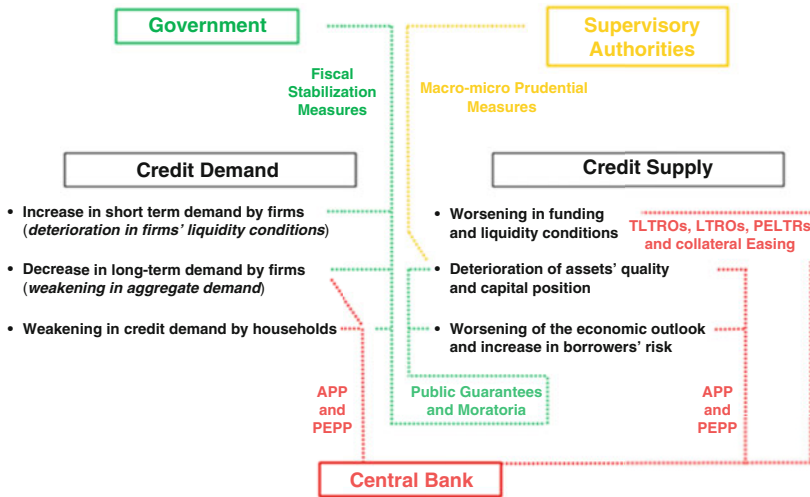 Government
Supervisory
Authorities
Fiscal
Stabilization
Measures
Macro-micro Prudential
Measures
Credit Demand
Credit Supply
• Increase in short term demand by firms
(deterioration in firms' liquidity conditions)
• Decrease in long-term demand by firms
(weakening in aggregate demand)
• Weakening in credit demand by households
• Worsening in funding
and liquidity conditions
TLTROs, LTROs, PELTRs
and collateral Easing
• Deterioration of assets' quality
and capital position
• Worsening of the economic outlook
and increase in borrowers' risk
APP
and
PEPP
Public Guarantees
and Moratoria
APP
and
PEPP
Central Bank